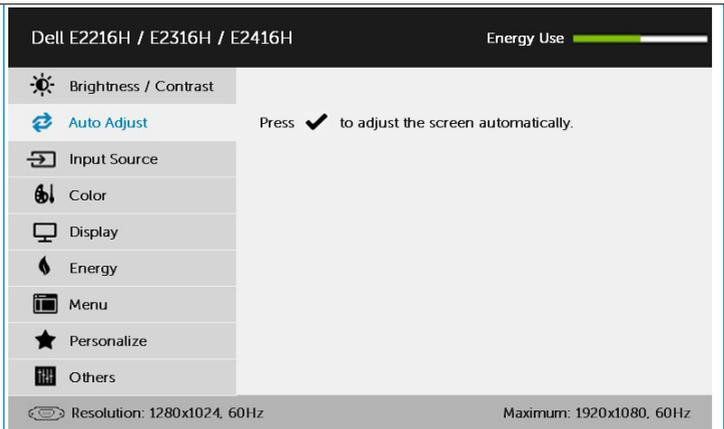 Dell E2216H / E2316H / E2416H
Energy Use
Brightness / Contrast
Auto Adjust
Press ✔ to adjust the screen automatically.
Input Source
Color
Display
Energy
Menu
Personalize
Others
Resolution: 1280x1024, 60Hz
Maximum: 1920x1080, 60Hz